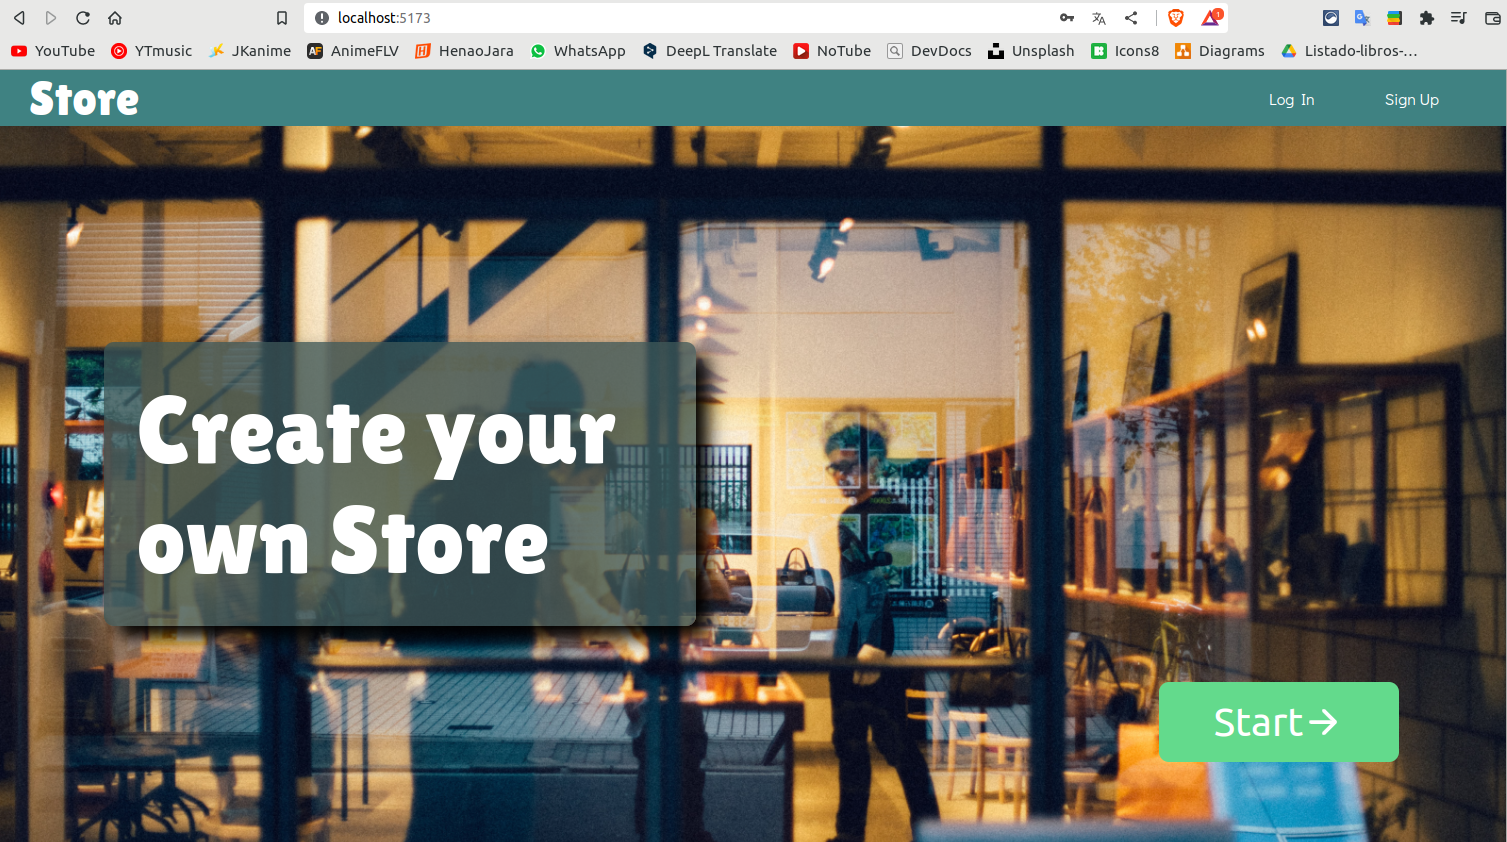 localhost:5173
1
YouTube YTmusic JKanime AnimeFLV HenaoJara WhatsApp DeepL Translate NoTube DevDocs Unsplash Icons8 Diagrams Listado-libros-...
Store Log In Sign Up
Create your
own Store
Start